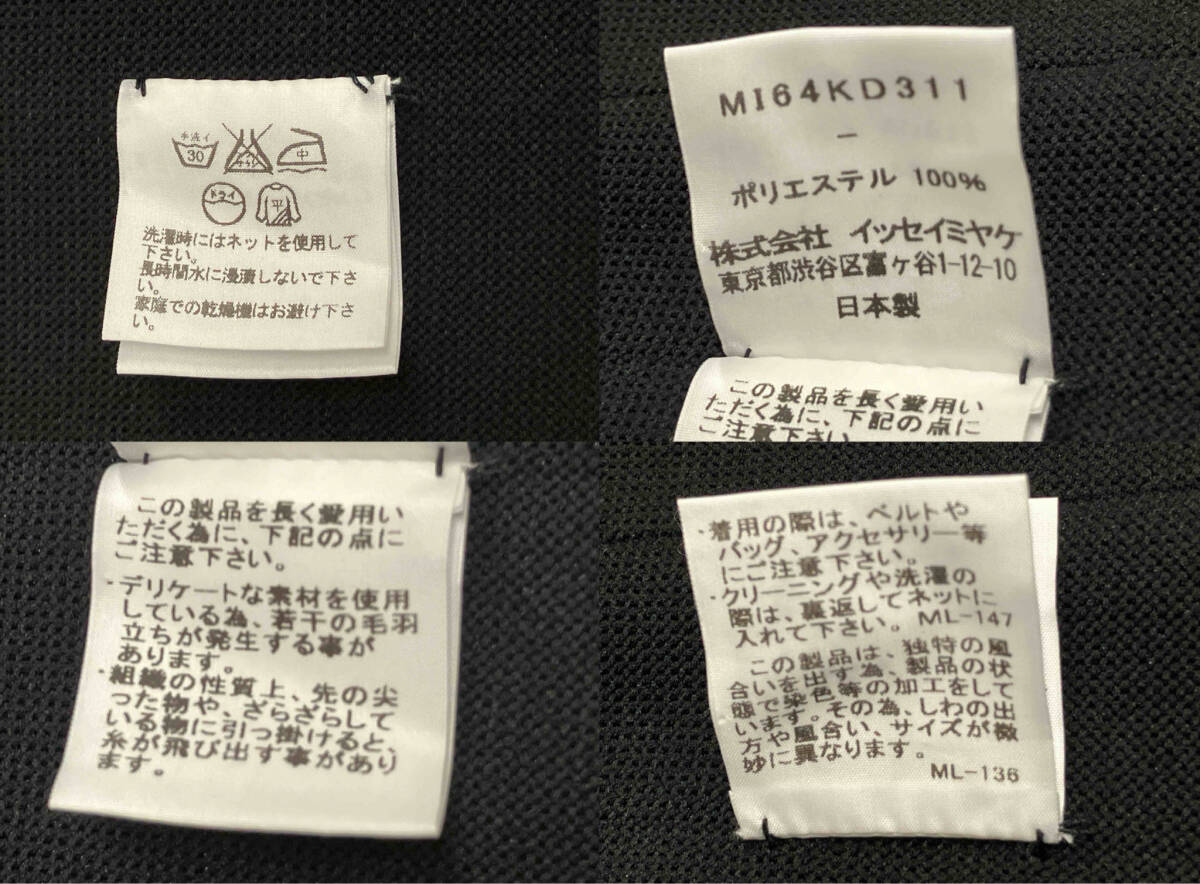 手洗イ
30
エンソサラシ
中
ドライ
平
洗濯時にはネットを使用して
下さい。
長時間水に浸漬しないで下さ
い。
家庭での乾燥機はお避け下さ
い。
MI64KD311
－
ポリエステル 100%
株式会社 イッセイミヤケ
東京都渋谷区富ヶ谷1-12-10
日本製
この製品を長く愛用い
ただく為に、下記の点に
ご注意下さい。
この製品を長く愛用い
ただく為に、下記の点に
ご注意下さい。
・デリケートな素材を使用
している為、若干の毛羽
立ちが発生する事が
あります。
・組織の性質上、先の尖
った物や、ざらざらして
いる物に引っ掛けると、
糸が飛び出す事があり
ます。
・着用の際は、ベルトや
バッグ、アクセサリー等
にご注意下さい。
・クリーニングや洗濯の
際は、裏返してネットに
入れて下さい。 ML-147
この製品は、独特の風
合いを出す為、製品の状
態で染色等の加工をして
います。その為、しわの出
方や風合い、サイズが微
妙に異なります。
ML-136